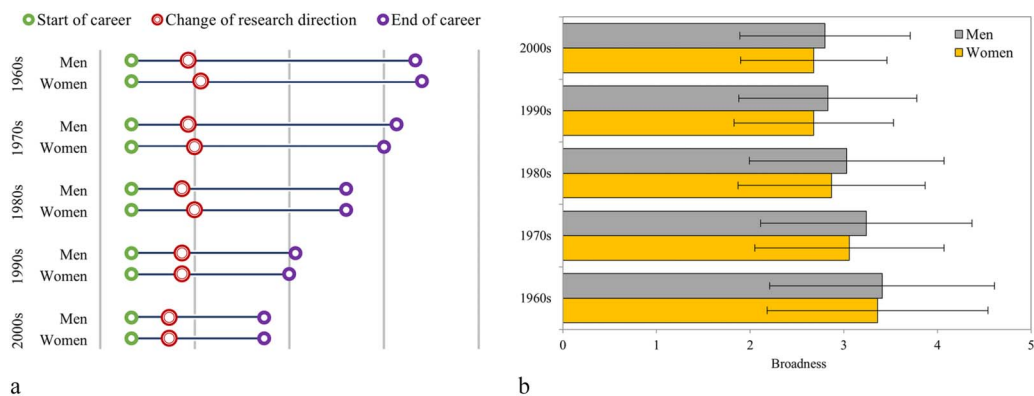 Start of career Change of research direction End of career
1960s
Men
Women
1970s
Men
Women
1980s
Men
Women
1990s
Men
Women
2000s
Men
Women
a
Men
Women
2000s
1990s
1980s
1970s
1960s
0 1 2 3 4 5
Broadness
b